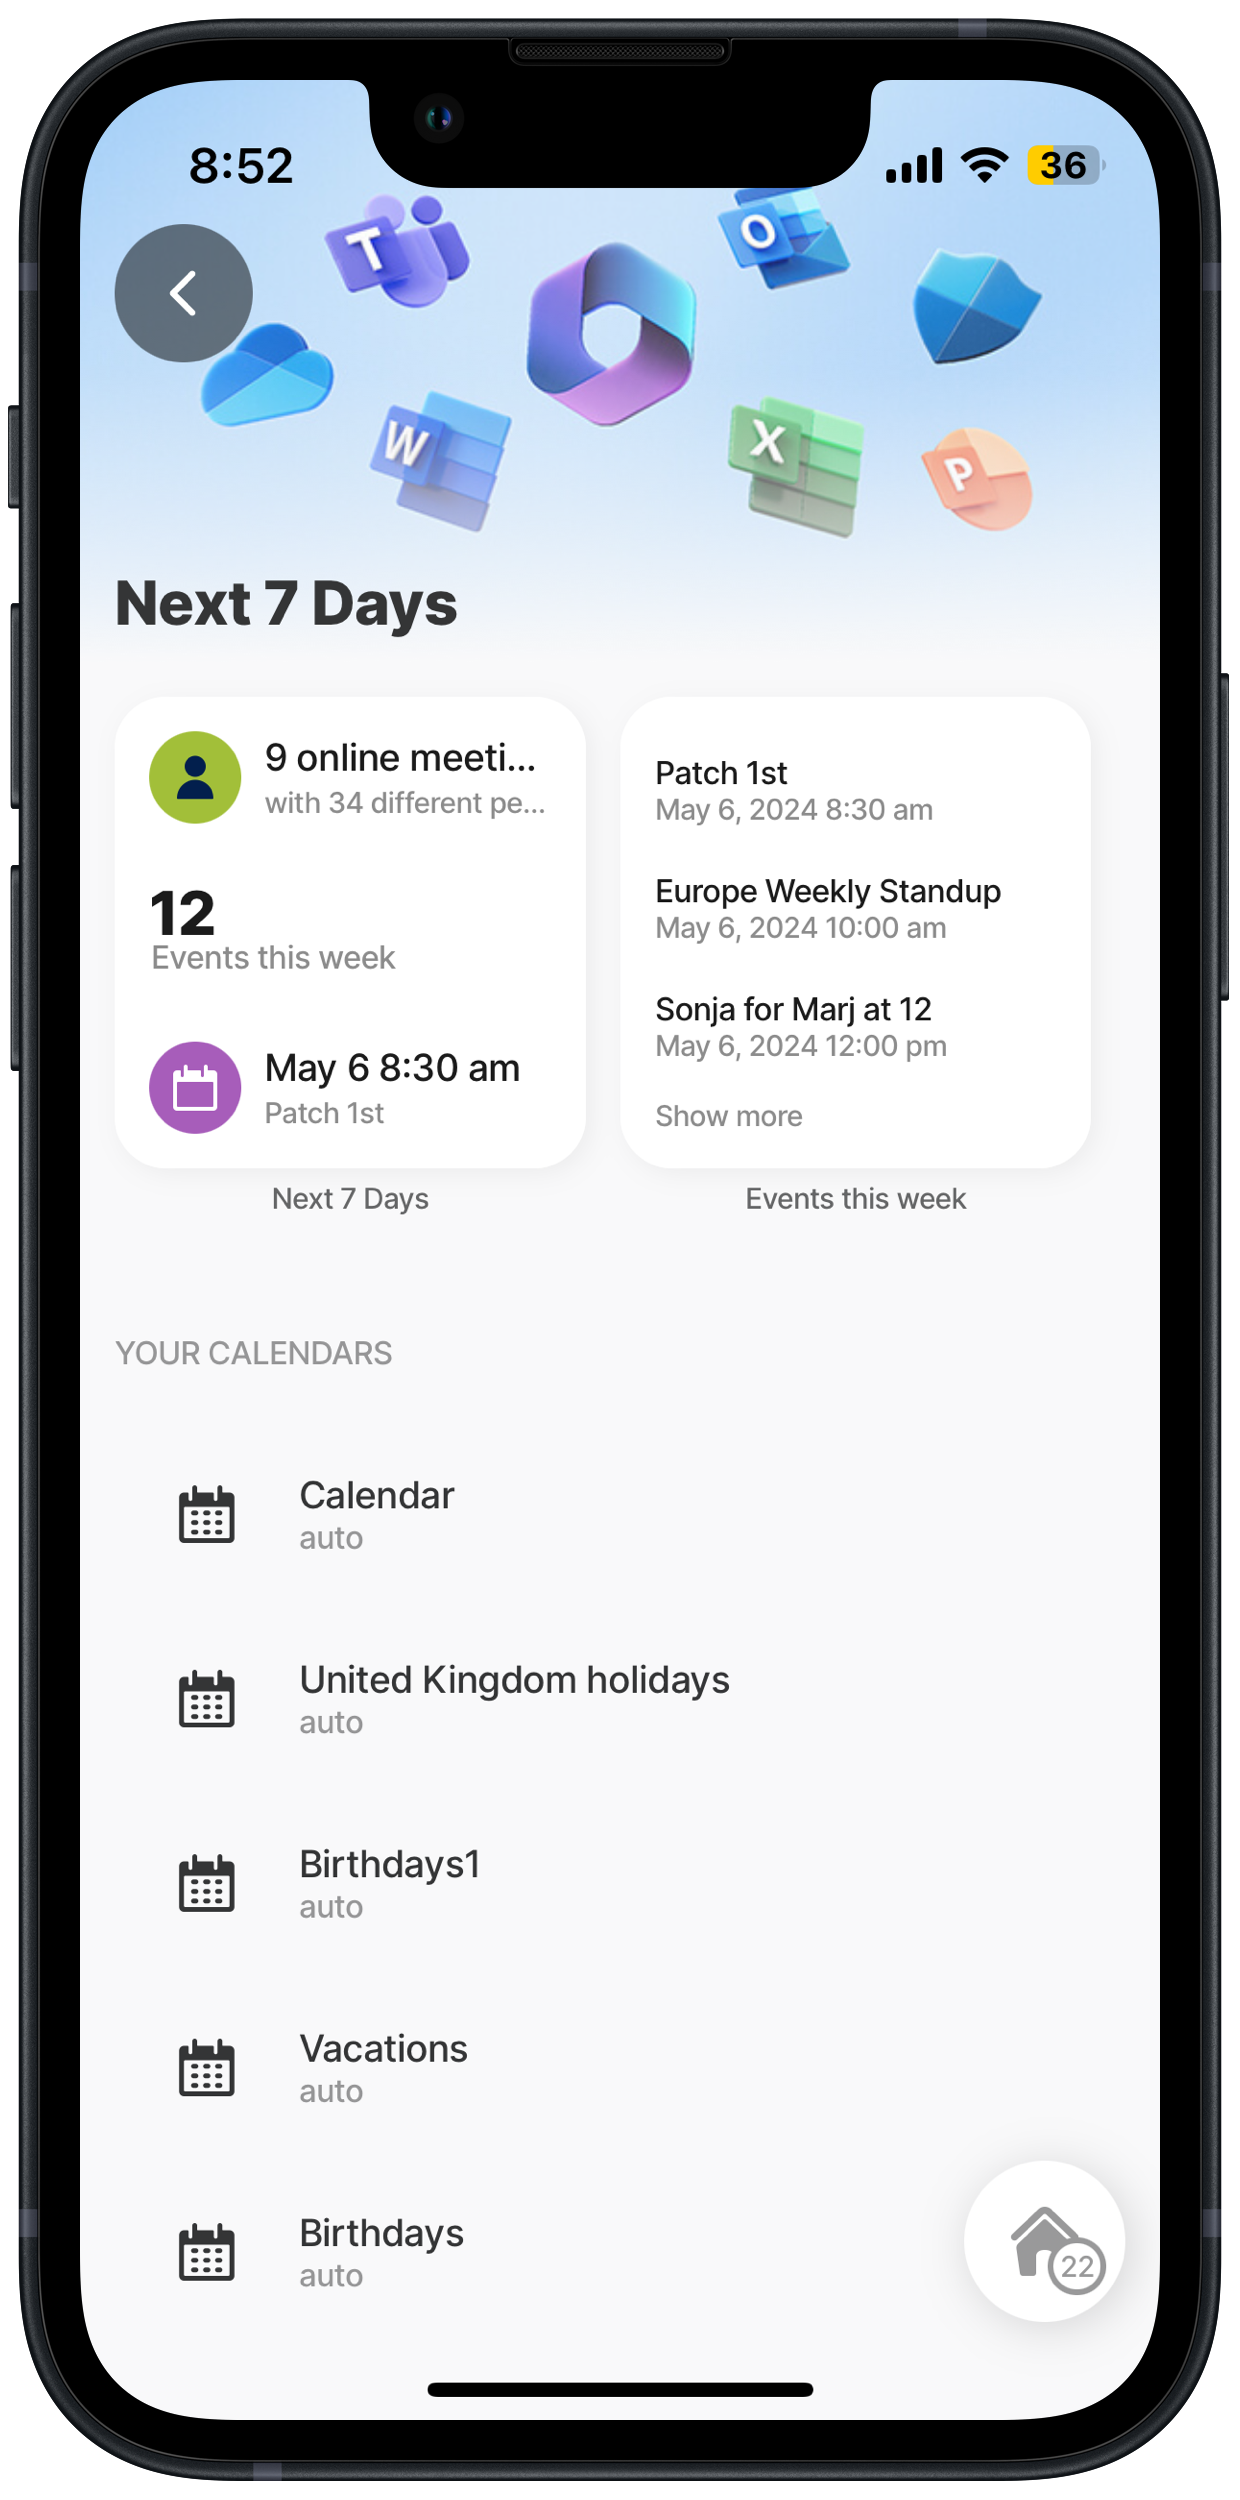 8:52
36
T
O
W
X
P
Next 7 Days
9 online meeti...
with 34 different pe...
12
Events this week
May 6 8:30 am
Patch 1st
Next 7 Days
Patch 1st
May 6, 2024 8:30 am
Europe Weekly Standup
May 6, 2024 10:00 am
Sonja for Marj at 12
May 6, 2024 12:00 pm
Show more
Events this week
YOUR CALENDARS
Calendar
auto
United Kingdom holidays
auto
Birthdays1
auto
Vacations
auto
Birthdays
auto
22